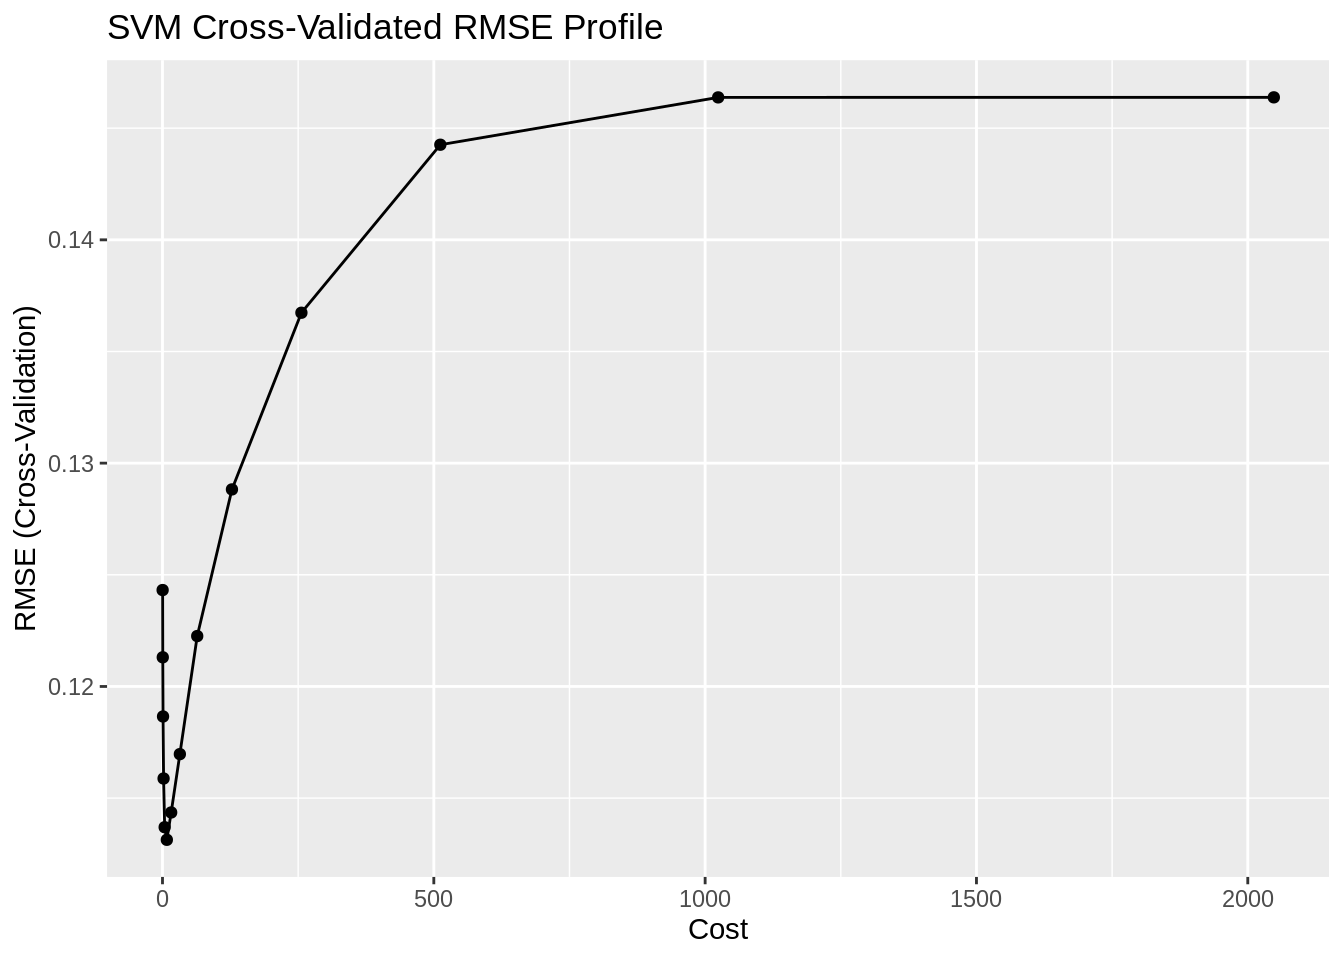 SVM Cross-Validated RMSE Profile
RMSE (Cross-Validation)
0.14
0.13
0.12
0
500
1000
1500
2000
Cost